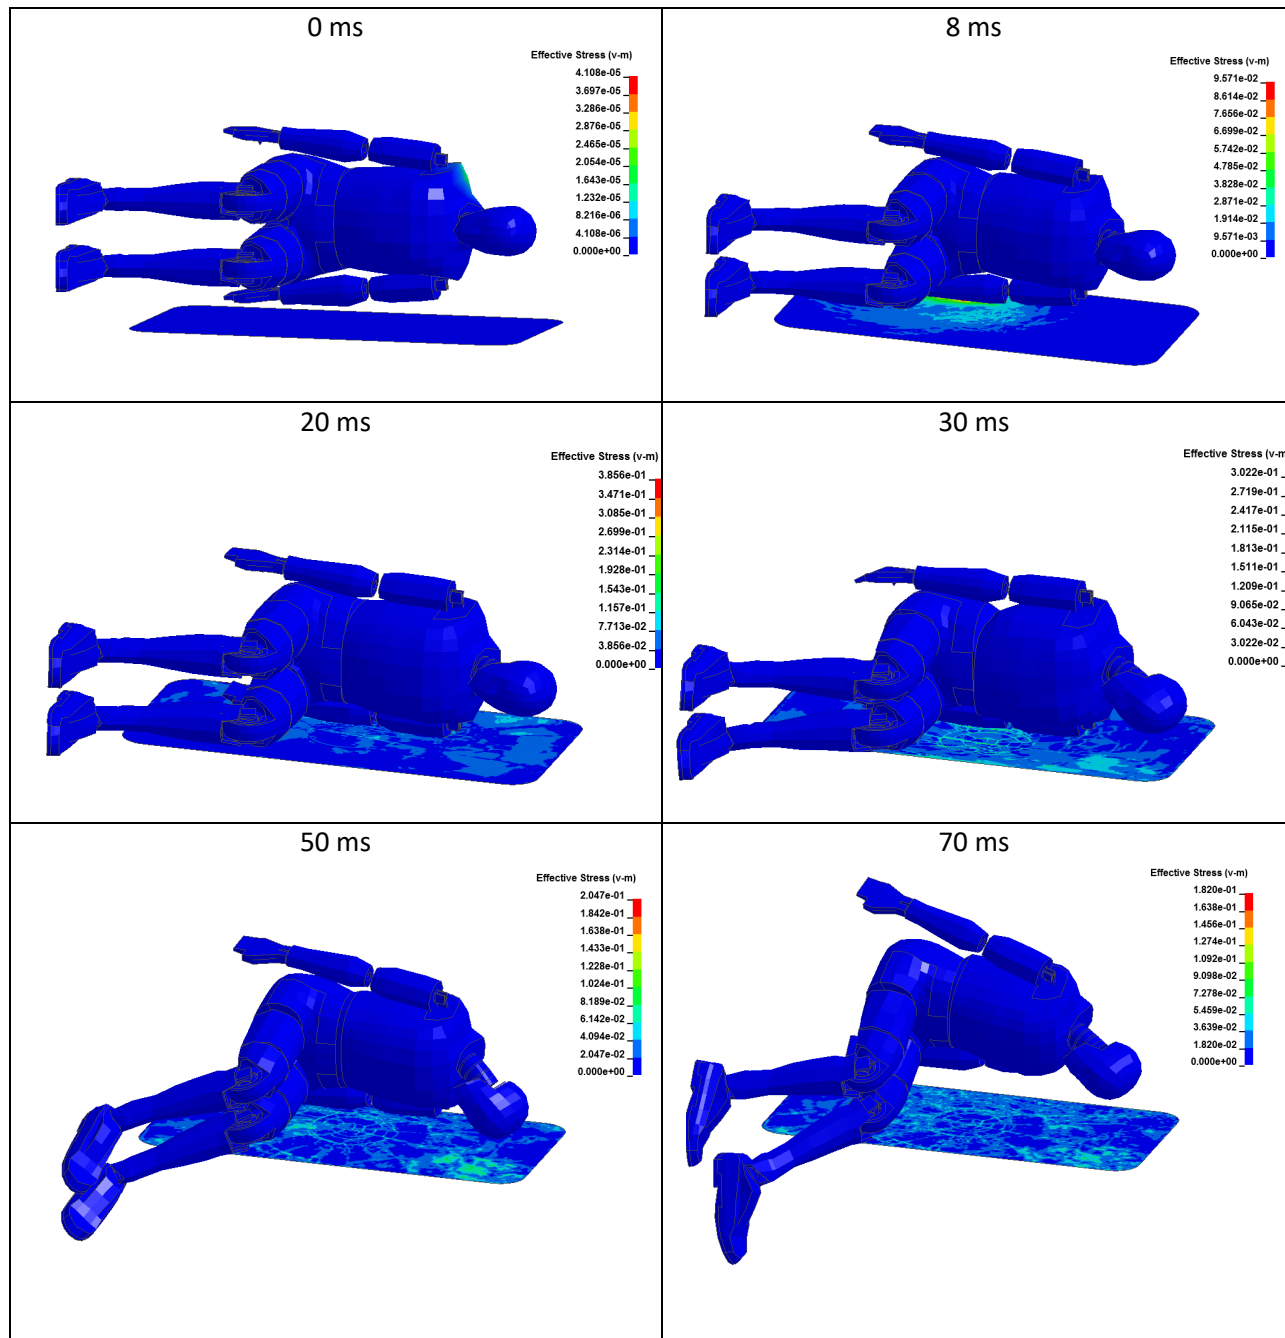 0 ms
Effective Stress (v-m)
4.108e-05
3.697e-05
3.286e-05
2.876e-05
2.465e-05
2.054e-05
1.643e-05
1.232e-05
8.216e-06
4.108e-06
0.000e+00
8 ms
Effective Stress (v-m)
9.571e-02
8.614e-02
7.656e-02
6.699e-02
5.742e-02
4.785e-02
3.828e-02
2.871e-02
1.914e-02
9.571e-03
0.000e+00
20 ms
Effective Stress (v-m)
3.856e-01
3.471e-01
3.085e-01
2.699e-01
2.314e-01
1.928e-01
1.543e-01
1.157e-01
7.713e-02
3.856e-02
0.000e+00
30 ms
Effective Stress (v-m
3.022e-01
2.719e-01
2.417e-01
2.115e-01
1.813e-01
1.511e-01
1.209e-01
9.065e-02
6.043e-02
3.022e-02
0.000e+00
50 ms
Effective Stress (v-m)
2.047e-01
1.842e-01
1.638e-01
1.433e-01
1.228e-01
1.024e-01
8.189e-02
6.142e-02
4.094e-02
2.047e-02
0.000e+00
70 ms
Effective Stress (v-m)
1.820e-01
1.638e-01
1.456e-01
1.274e-01
1.092e-01
9.098e-02
7.278e-02
5.459e-02
3.639e-02
1.820e-02
0.000e+00